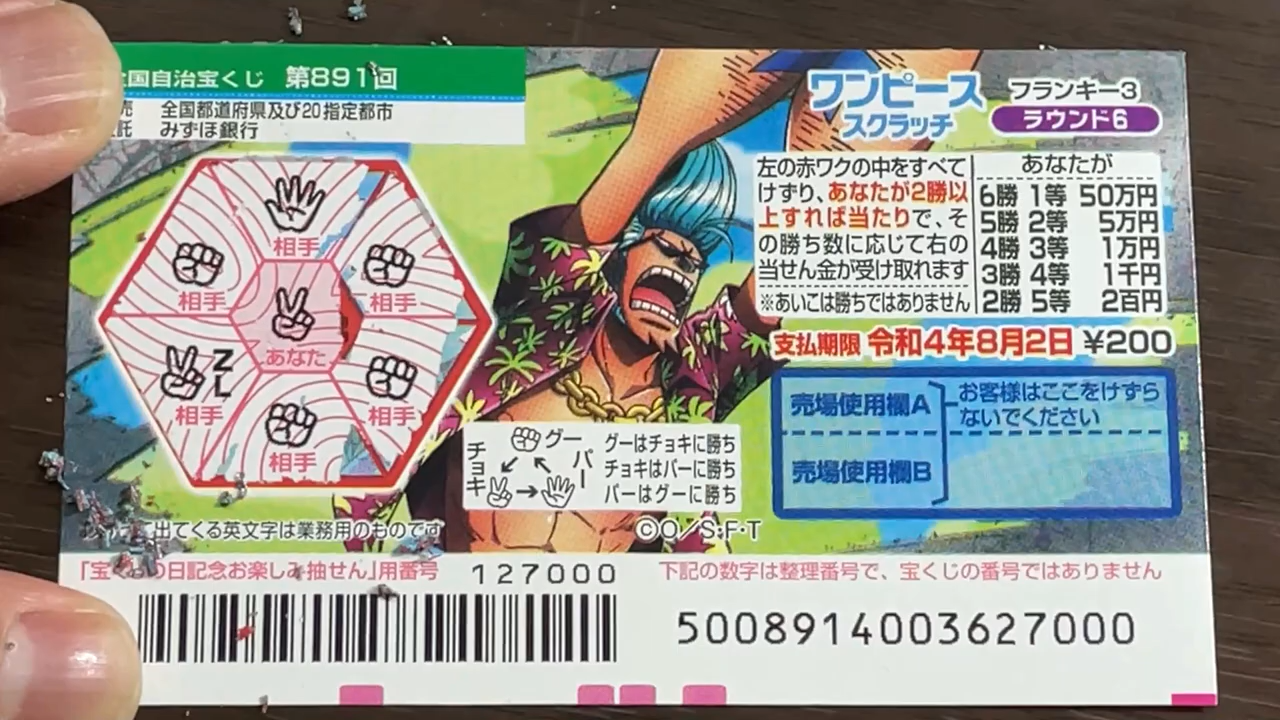 国自治宝くじ 第891回
売 全国都道府県及び20指定都市
託 みずほ銀行
ワンピース
スクラッチ
フランキー3
ラウンド6
相手
相手
相手
あなた
相手
相手
相手
ZL
左の赤ワクの中をすべて
けずり、あなたが2勝以
上すれば当たりで、そ
の勝ち数に応じて右の
当せん金が受け取れます
※あいこは勝ちではありません
あなたが
6勝 1等 50万円
5勝 2等 5万円
4勝 3等 1万円
3勝 4等 1千円
2勝 5等 2百円
支払期限 令和4年8月2日 ¥200
売場使用欄A
売場使用欄B
お客様はここをけずら
ないでください
チョキ
グー
パー
グーはチョキに勝ち
チョキはパーに勝ち
パーはグーに勝ち
出てくる英文字は業務用のものです
©O/S・F・T
「宝くじの日記念お楽しみ抽せん」用番号 127000
下記の数字は整理番号で、宝くじの番号ではありません
5008914003627000